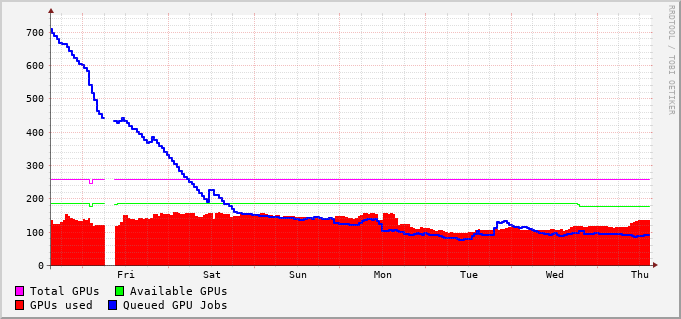 700
600
500
400
300
200
100
0
Fri Sat Sun Mon Tue Wed Thu
Total GPUs Available GPUs
GPUs used Queued GPU Jobs
RRDTOOL / TOBI OETIKER